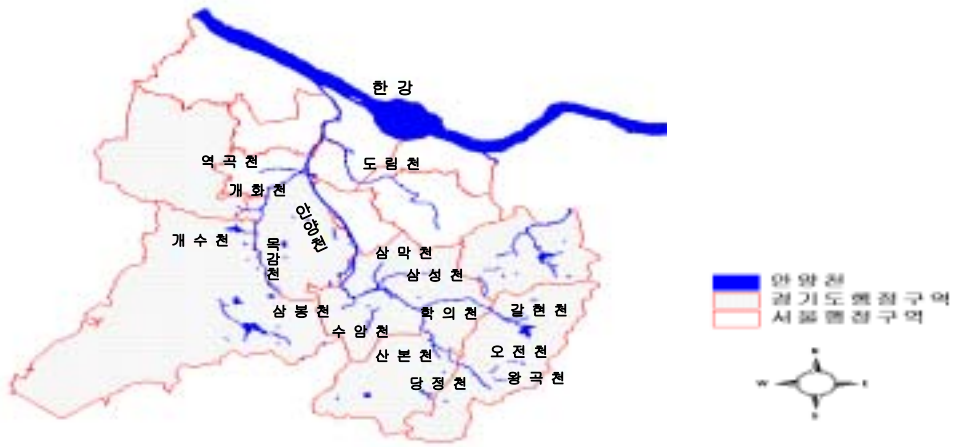 한강
역곡천
도림천
개화천
안양천
개수천
목감천
삼막천
삼성천
삼봉천
학의천
갈현천
수암천
산본천
오전천
당정천
왕곡천
안양천
경기도행정구역
서울행정구역
N
W
E
S